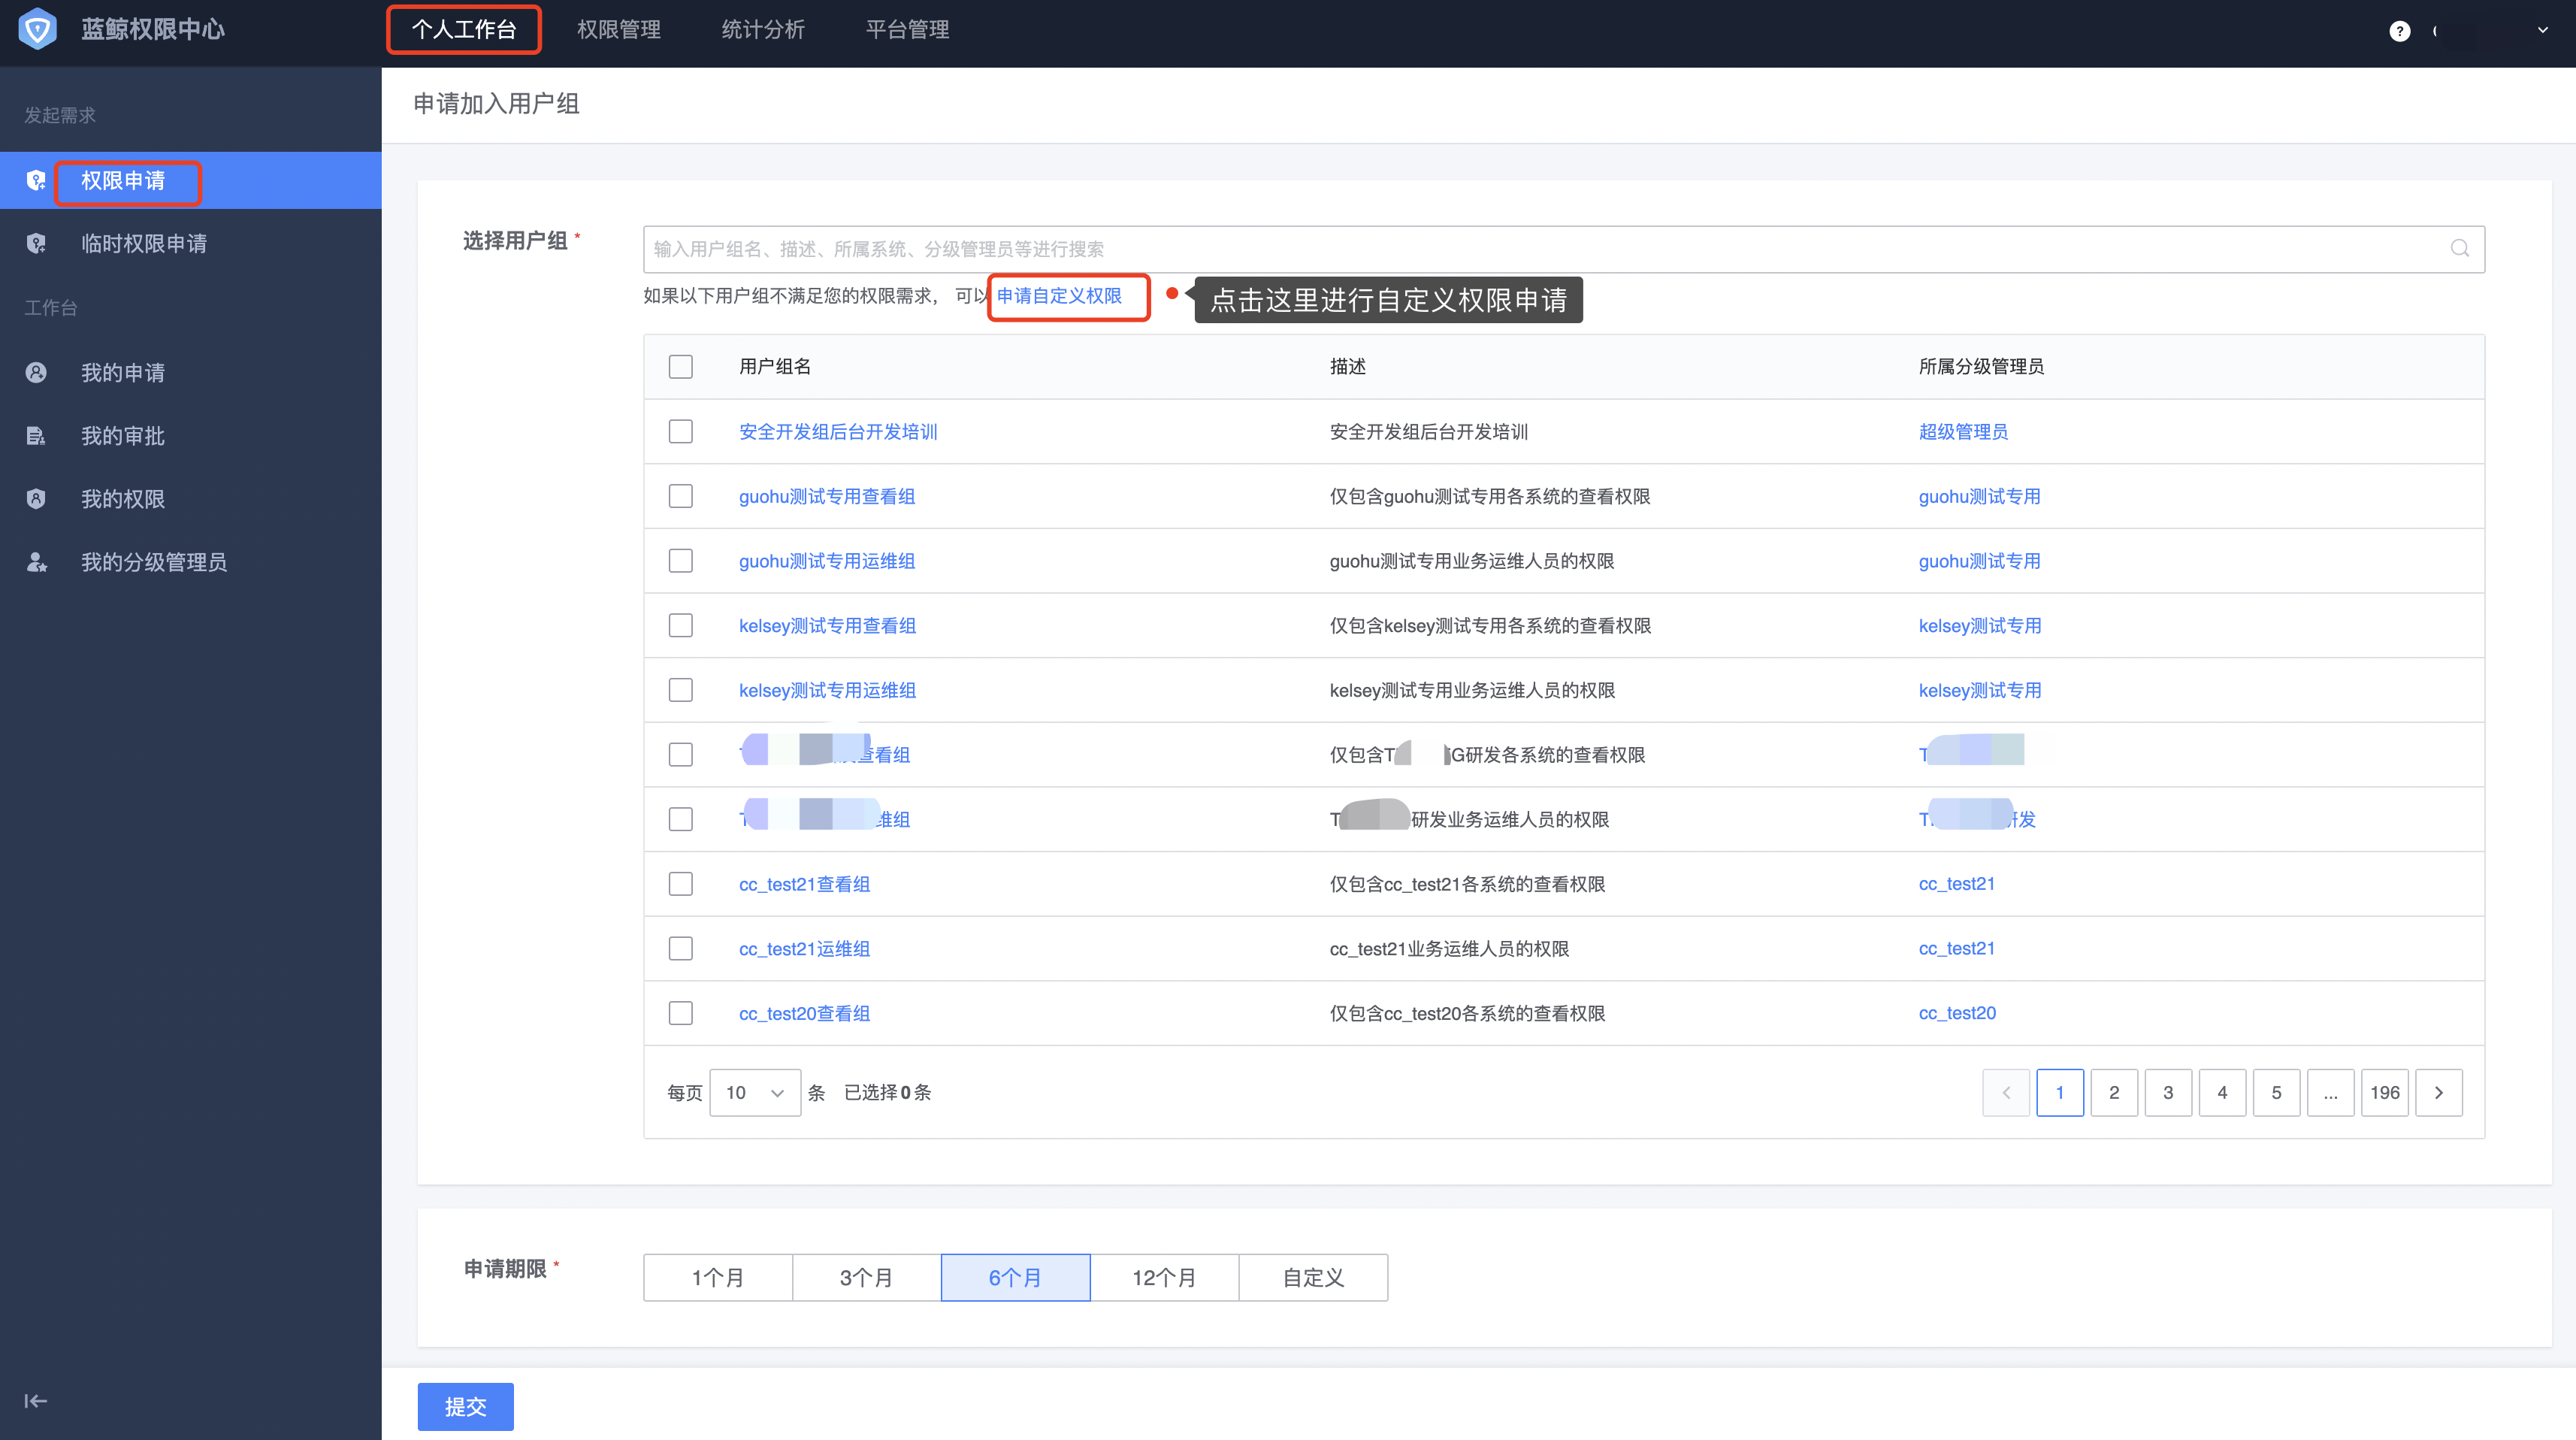 蓝鲸权限中心
个人工作台 权限管理 统计分析 平台管理
?
发起需求
权限申请
临时权限申请
工作台
我的申请
我的审批
我的权限
我的分级管理员
申请加入用户组
选择用户组 *
输入用户组名、描述、所属系统、分级管理员等进行搜索
如果以下用户组不满足您的权限需求， 可以 申请自定义权限
点击这里进行自定义权限申请
用户组名 描述 所属分级管理员
安全开发组后台开发培训 安全开发组后台开发培训 超级管理员
guohu测试专用查看组 仅包含guohu测试专用各系统的查看权限 guohu测试专用
guohu测试专用运维组 guohu测试专用业务运维人员的权限 guohu测试专用
kelsey测试专用查看组 仅包含kelsey测试专用各系统的查看权限 kelsey测试专用
kelsey测试专用运维组 kelsey测试专用业务运维人员的权限 kelsey测试专用
查看组 仅包含T G研发各系统的查看权限 T
维组 T 研发业务运维人员的权限 T 研发
cc_test21查看组 仅包含cc_test21各系统的查看权限 cc_test21
cc_test21运维组 cc_test21业务运维人员的权限 cc_test21
cc_test20查看组 仅包含cc_test20各系统的查看权限 cc_test20
每页 10 条 已选择 0 条 1 2 3 4 5 ... 196
申请期限 *
1个月 3个月 6个月 12个月 自定义
提交